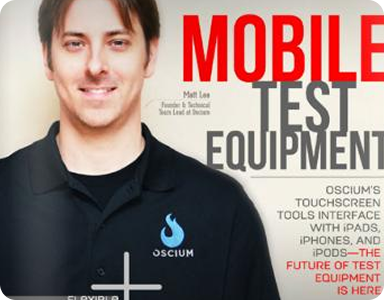 MOBILE
TEST
EQUIPMENT
Matt Lee
Founder & Technical
Team Lead at Oscium
OSCIUM'S
TOUCHSCREEN
TOOLS INTERFACE
WITH iPADS,
iPHONES, AND
iPODS—THE
FUTURE OF TEST
EQUIPMENT
IS HERE
OSCIUM
FLEXIBLE